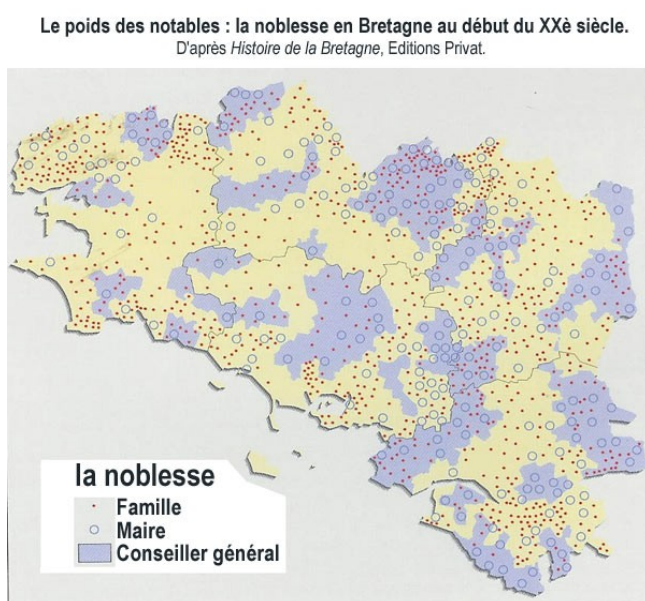 Le poids des notables : la noblesse en Bretagne au début du XXè siècle.
D'après Histoire de la Bretagne, Editions Privat.
la noblesse
Famille
Maire
Conseiller général